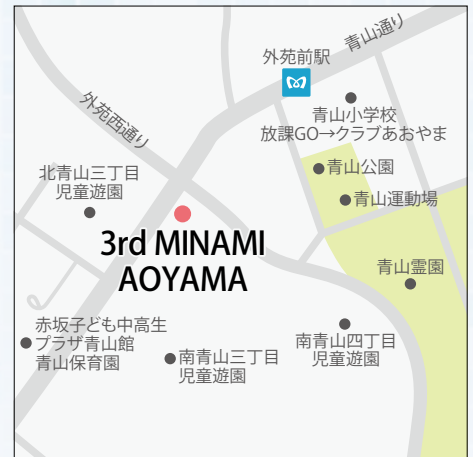 青山通り
外苑前駅
外苑西通り
青山小学校
放課GO→クラブあおやま
青山公園
青山運動場
北青山三丁目
児童遊園
3rd MINAMI
AOYAMA
青山霊園
赤坂子ども中高生
プラザ青山館
青山保育園
南青山三丁目
児童遊園
南青山四丁目
児童遊園